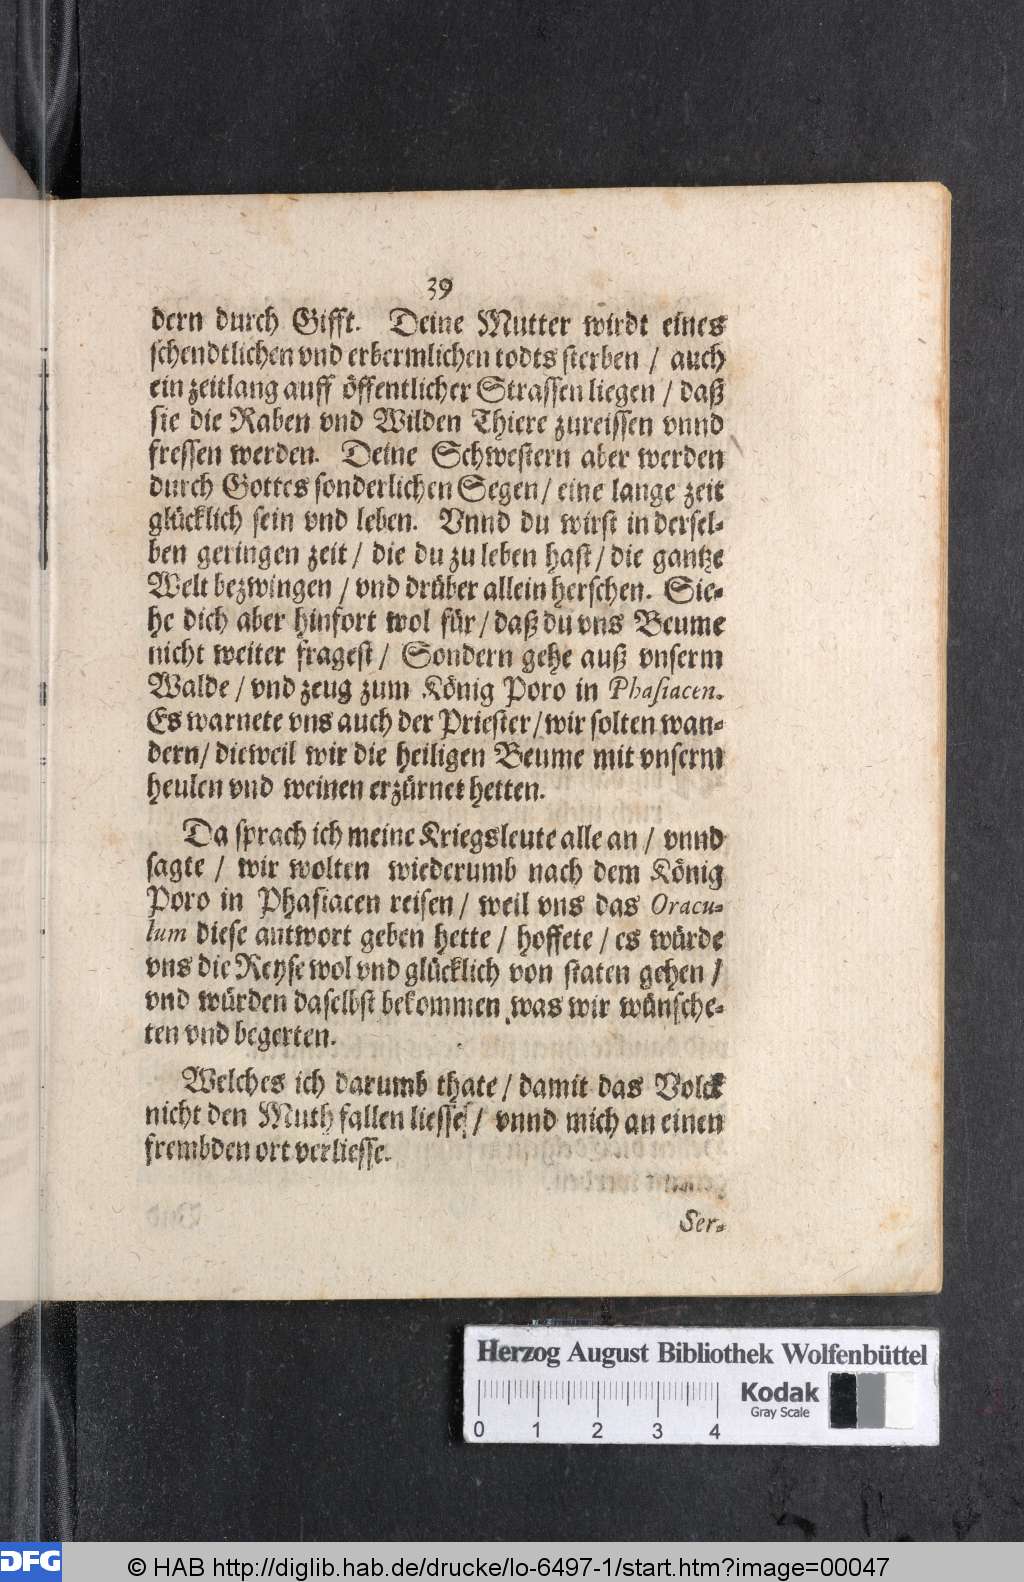 39
dern durch Gifft. Deine Mutter wirdt eines
schendtlichen vnd erbermlichen todts sterben / auch
ein zeitlang auff öffentlicher Strassen liegen / daß
sie die Raben vnd Wilden Thiere zureissen vnnd
fressen werden. Deine Schwestern aber werden
durch Gottes sonderlichen Segen / eine lange zeit
glücklich sein vnd leben. Vnnd du wirst in dersel-
ben geringen zeit / die du zu leben hast / die gantze
Welt bezwingen / vnd drüber allein herschen. Sie-
he dich aber hinfort wol für / daß du vns Beume
nicht weiter fragest / Sondern gehe auß vnserm
Walde / vnd zeug zum König Poro in Phasiacen.
Es warnete vns auch der Priester / wir solten wan-
dern / dieweil wir die heiligen Beume mit vnserm
heulen vnd weinen erzürnet hetten.
Da sprach ich meine Kriegsleute alle an / vnnd
sagte / wir wolten wiederumb nach dem König
Poro in Phasiacen reisen / weil vns das Oracu-
lum diese antwort geben hette / hoffete / es würde
vns die Reyse wol vnd glücklich von staten gehen /
vnd würden daselbst bekommen was wir wünsche-
ten vnd begerten.
Welches ich darumb thate / damit das Volck
nicht den Muth fallen liesse / vnnd mich an einen
frembden ort verliesse.
Ser-
Herzog August Bibliothek Wolfenbüttel
Kodak
Gray Scale
0 1 2 3 4
DFG
© HAB http://diglib.hab.de/drucke/lo-6497-1/start.htm?image=00047